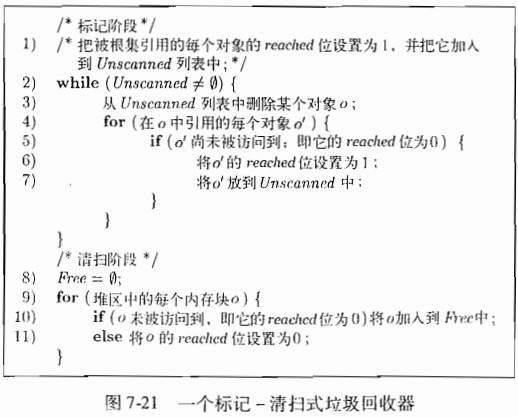 /* 标记阶段 */
1) /* 把被根集引用的每个对象的 reached 位设置为 1，并把它加入
到 Unscanned 列表中；*/
2) while (Unscanned ≠ ∅) {
3) 从 Unscanned 列表中删除某个对象 o；
4) for (在 o 中引用的每个对象 o′ ) {
5) if (o′ 尚未被访问到；即它的 reached 位为0) {
6) 将 o′ 的 reached 位设置为 1；
7) 将 o′ 放到 Unscanned 中；
}
}
}
/* 清扫阶段 */
8) Free = ∅;
9) for (堆区中的每个内存块 o) {
10) if (o 未被访问到，即它的 reached 位为 0) 将 o 加入到 Free 中；
11) else 将 o 的 reached 位设置为 0；
}
图 7-21 一个标记－清扫式垃圾回收器